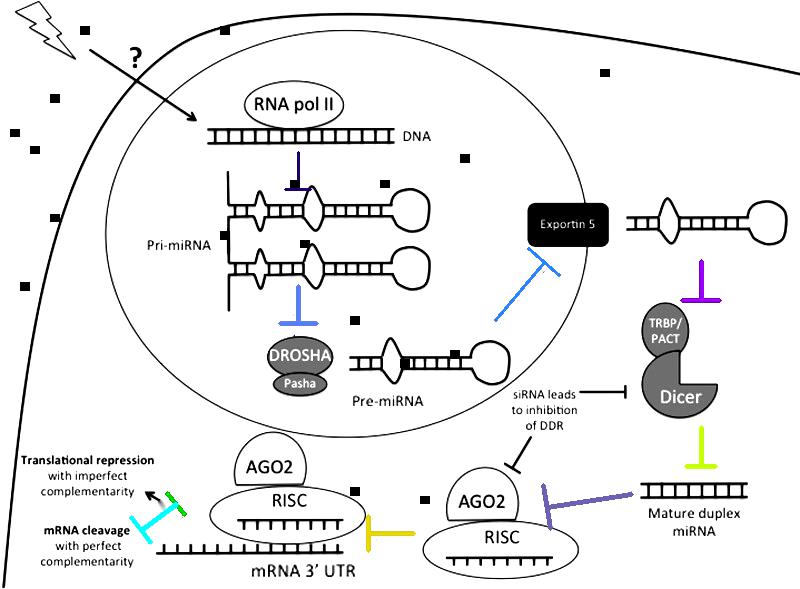 ?
RNA pol II
DNA
Pri-miRNA
Exportin 5
DROSHA
Pasha
Pre-miRNA
TRBP/
PACT
Dicer
siRNA leads
to inhibition
of DDR
Translational repression
with imperfect
complementarity
mRNA cleavage
with perfect
complementarity
AGO2
RISC
mRNA 3' UTR
AGO2
RISC
Mature duplex
miRNA